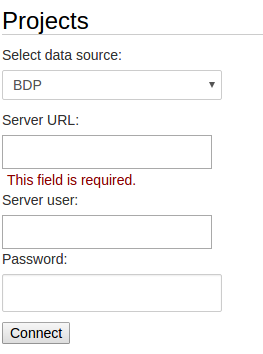 Projects
Select data source:
BDP
Server URL:
This field is required.
Server user:
Password:
Connect